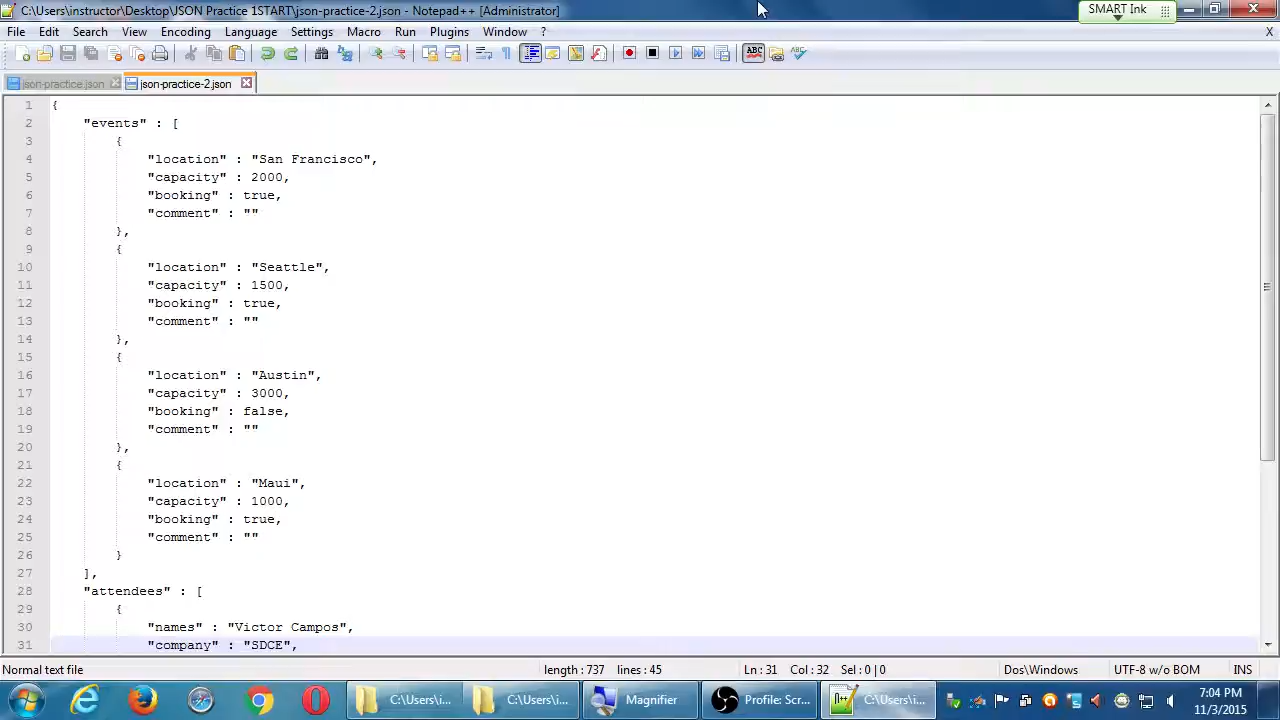 C:\Users\instructor\Desktop\JSON Practice 1START\json-practice-2.json - Notepad++ [Administrator]
SMART Ink
File Edit Search View Encoding Language Settings Macro Run Plugins Window ? X
ABC ABC
json-practice.json json-practice-2.json
1 {
2 "events" : [
3 {
4 "location" : "San Francisco",
5 "capacity" : 2000,
6 "booking" : true,
7 "comment" : ""
8 },
9 {
10 "location" : "Seattle",
11 "capacity" : 1500,
12 "booking" : true,
13 "comment" : ""
14 },
15 {
16 "location" : "Austin",
17 "capacity" : 3000,
18 "booking" : false,
19 "comment" : ""
20 },
21 {
22 "location" : "Maui",
23 "capacity" : 1000,
24 "booking" : true,
25 "comment" : ""
26 }
27 ],
28 "attendees" : [
29 {
30 "names" : "Victor Campos",
31 "company" : "SDCE",
Normal text file length : 737 lines : 45 Ln : 31 Col : 32 Sel : 0 | 0 Dos\Windows UTF-8 w/o BOM INS
C:\Users\i... C:\Users\i... Magnifier Profile: Scr... C:\Users\i... 7:04 PM
11/3/2015